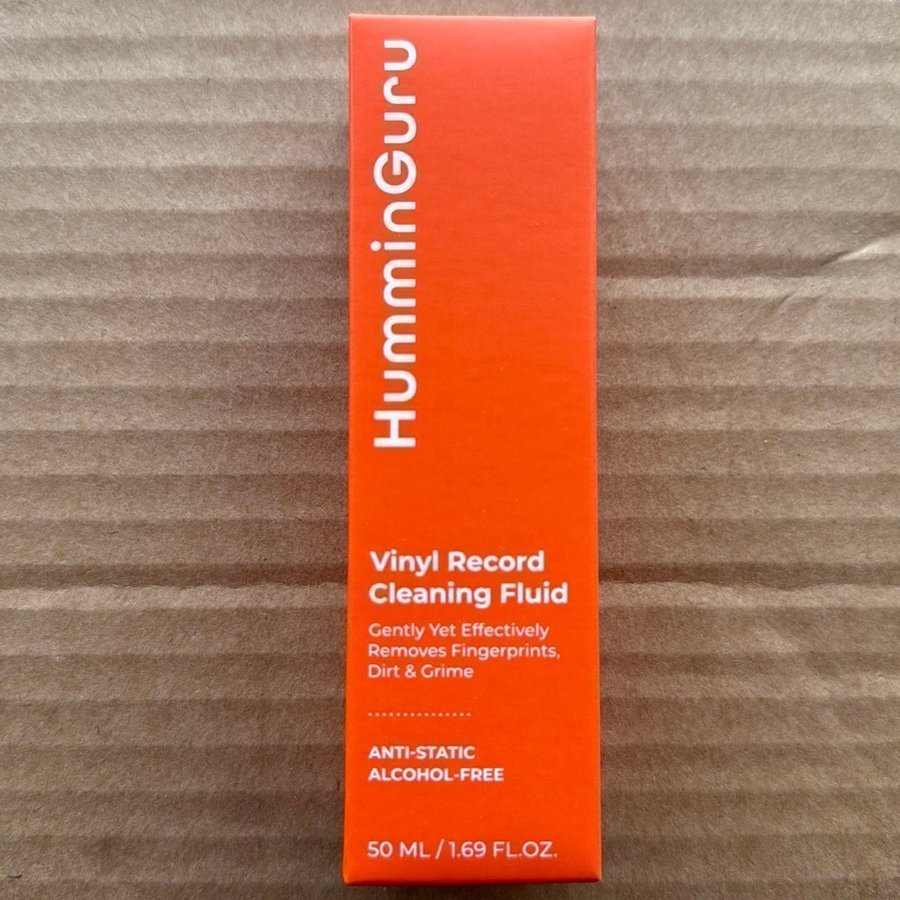 HumminGuru
Vinyl Record
Cleaning Fluid
Gently Yet Effectively
Removes Fingerprints,
Dirt & Grime
ANTI-STATIC
ALCOHOL-FREE
50 ML / 1.69 FL.OZ.